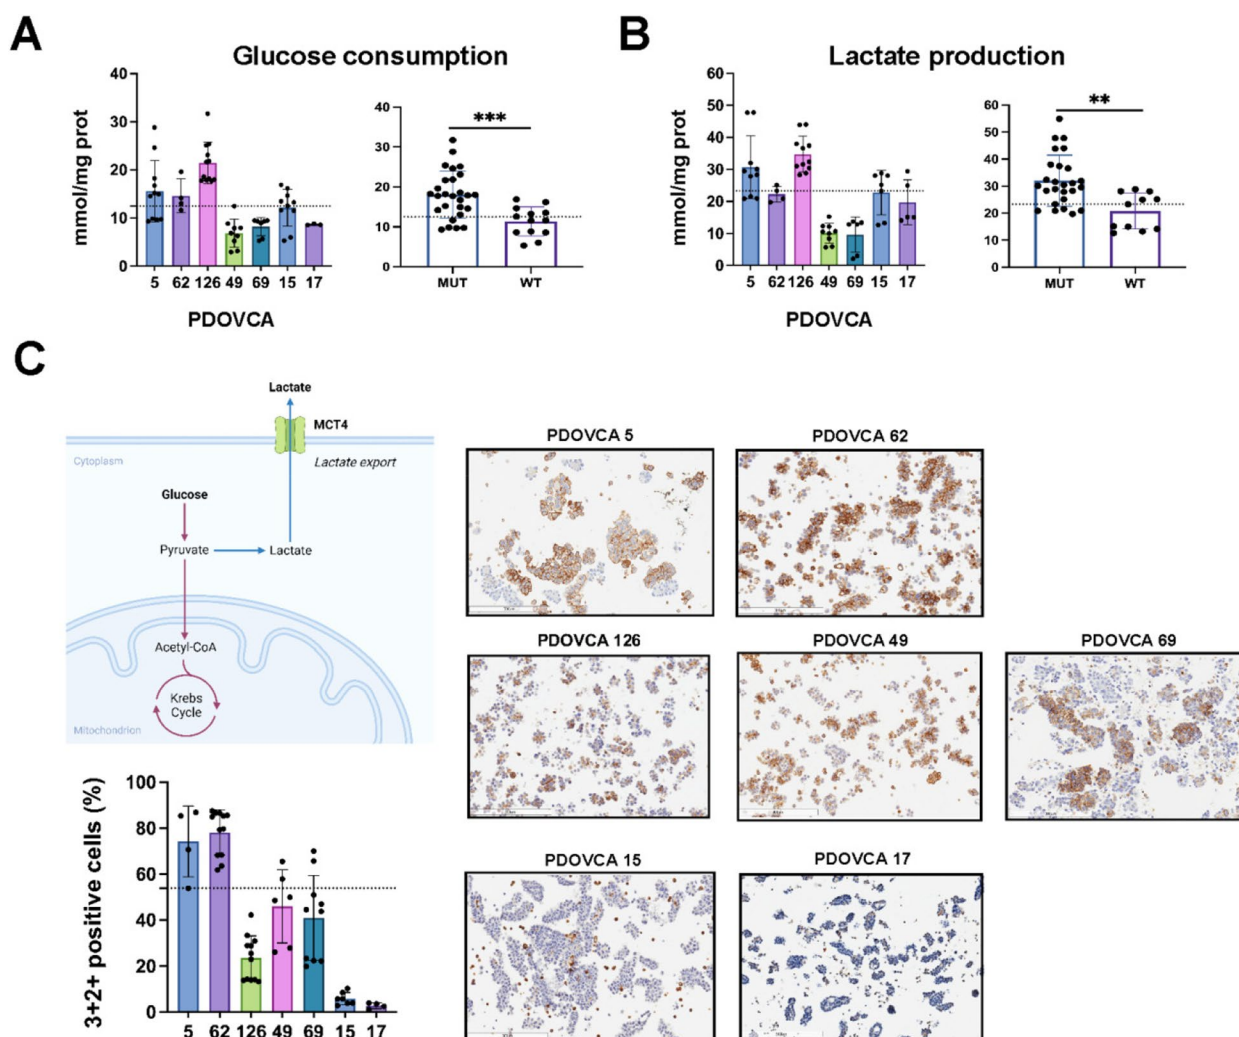 A
Glucose consumption
mmol/mg prot
40
30
20
10
0
5 62 126 49 69 15 17
PDOVCA
***
40
30
20
10
0
MUT WT
B
Lactate production
mmol/mg prot
60
50
40
30
20
10
0
5 62 126 49 69 15 17
PDOVCA
**
60
50
40
30
20
10
0
MUT WT
C
Lactate
MCT4
Cytoplasm
Lactate export
Glucose
Pyruvate
Lactate
Acetyl-CoA
Krebs
Cycle
Mitochondrion
3+2+ positive cells (%)
100
80
60
40
20
0
5 62 126 49 69 15 17
PDOVCA 5
PDOVCA 62
PDOVCA 126
PDOVCA 49
PDOVCA 69
PDOVCA 15
PDOVCA 17